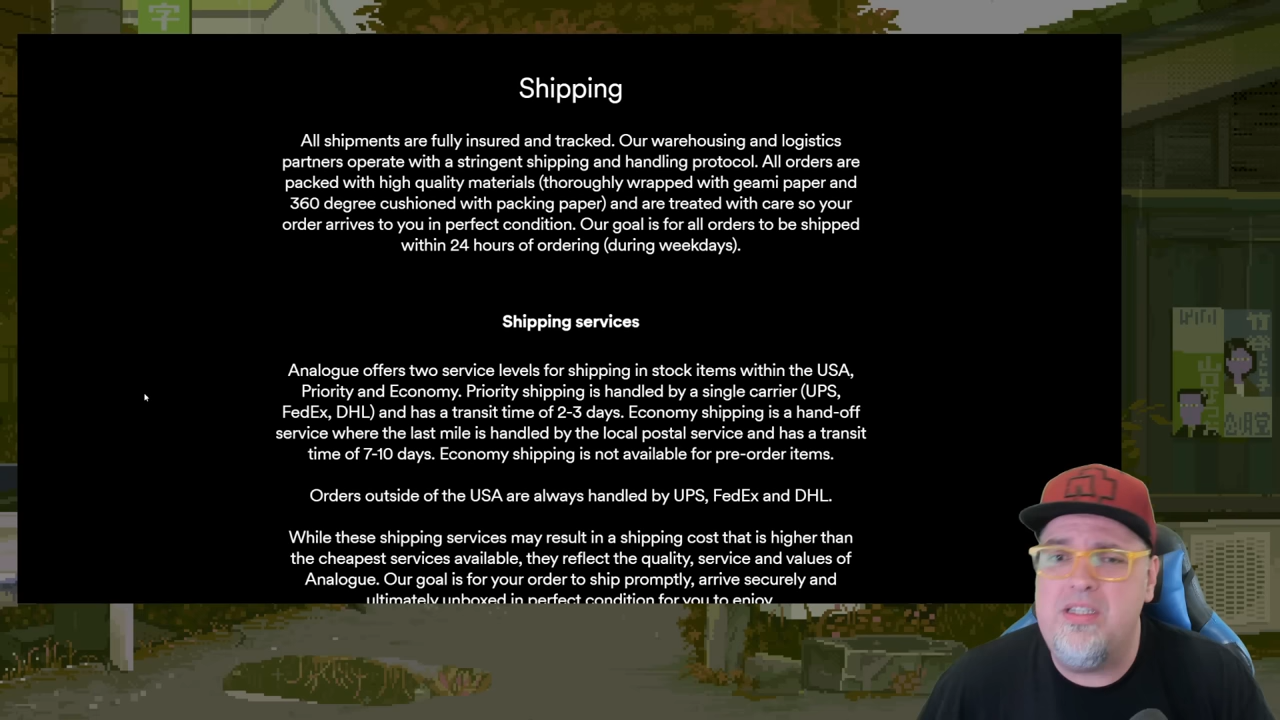 字
Shipping
All shipments are fully insured and tracked. Our warehousing and logistics
partners operate with a stringent shipping and handling protocol. All orders are
packed with high quality materials (thoroughly wrapped with geami paper and
360 degree cushioned with packing paper) and are treated with care so your
order arrives to you in perfect condition. Our goal is for all orders to be shipped
within 24 hours of ordering (during weekdays).
Shipping services
Analogue offers two service levels for shipping in stock items within the USA,
Priority and Economy. Priority shipping is handled by a single carrier (UPS,
FedEx, DHL) and has a transit time of 2-3 days. Economy shipping is a hand-off
service where the last mile is handled by the local postal service and has a transit
time of 7-10 days. Economy shipping is not available for pre-order items.
Orders outside of the USA are always handled by UPS, FedEx and DHL.
While these shipping services may result in a shipping cost that is higher than
the cheapest services available, they reflect the quality, service and values of
Analogue. Our goal is for your order to ship promptly, arrive securely and
ultimately unboxed in perfect condition for you to enjoy.